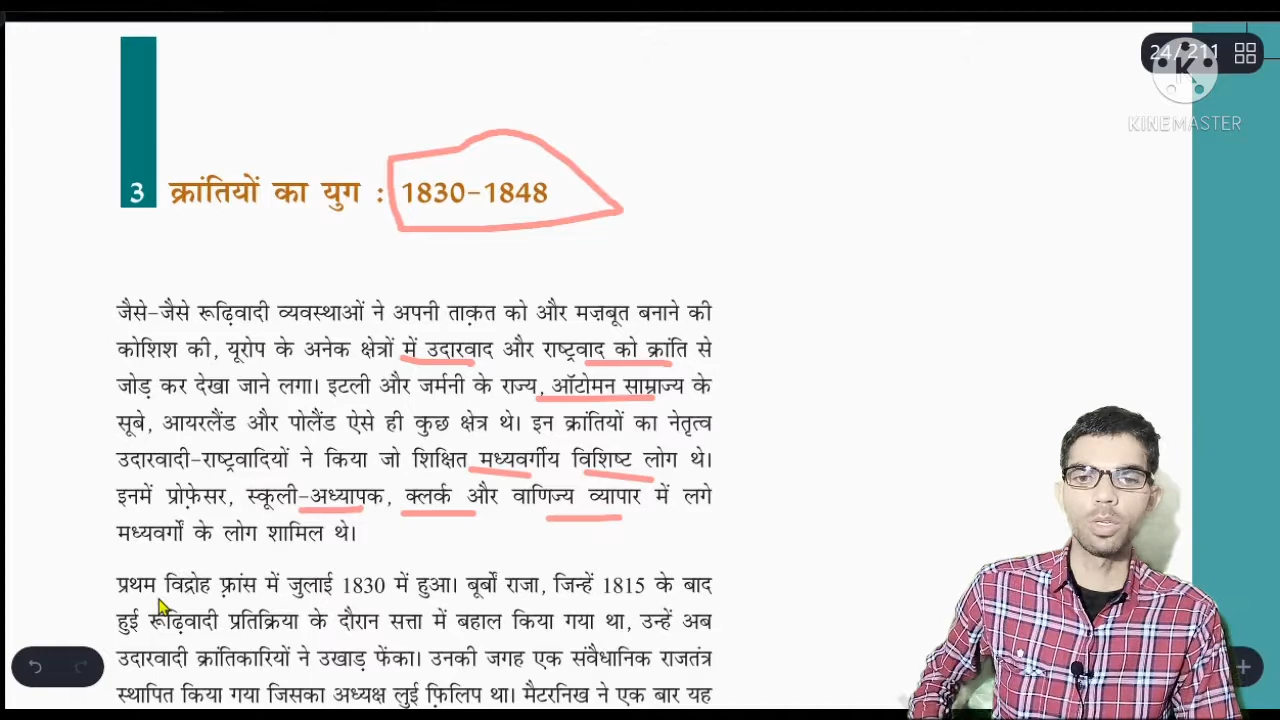 24/211
KINEMASTER
3 क्रांतियों का युग : 1830-1848
जैसे-जैसे रूढ़िवादी व्यवस्थाओं ने अपनी ताक़त को और मज़बूत बनाने की
कोशिश की, यूरोप के अनेक क्षेत्रों में उदारवाद और राष्ट्रवाद को क्रांति से
जोड़ कर देखा जाने लगा। इटली और जर्मनी के राज्य, ऑटोमन साम्राज्य के
सूबे, आयरलैंड और पोलैंड ऐसे ही कुछ क्षेत्र थे। इन क्रांतियों का नेतृत्व
उदारवादी-राष्ट्रवादियों ने किया जो शिक्षित मध्यवर्गीय विशिष्ट लोग थे।
इनमें प्रोफ़ेसर, स्कूली-अध्यापक, क्लर्क और वाणिज्य व्यापार में लगे
मध्यवर्गों के लोग शामिल थे।
प्रथम विद्रोह फ़्रांस में जुलाई 1830 में हुआ। बूर्बों राजा, जिन्हें 1815 के बाद
हुई रूढ़िवादी प्रतिक्रिया के दौरान सत्ता में बहाल किया गया था, उन्हें अब
उदारवादी क्रांतिकारियों ने उखाड़ फेंका। उनकी जगह एक संवैधानिक राजतंत्र
स्थापित किया गया जिसका अध्यक्ष लुई फ़िलिप था। मैटरनिख ने एक बार यह